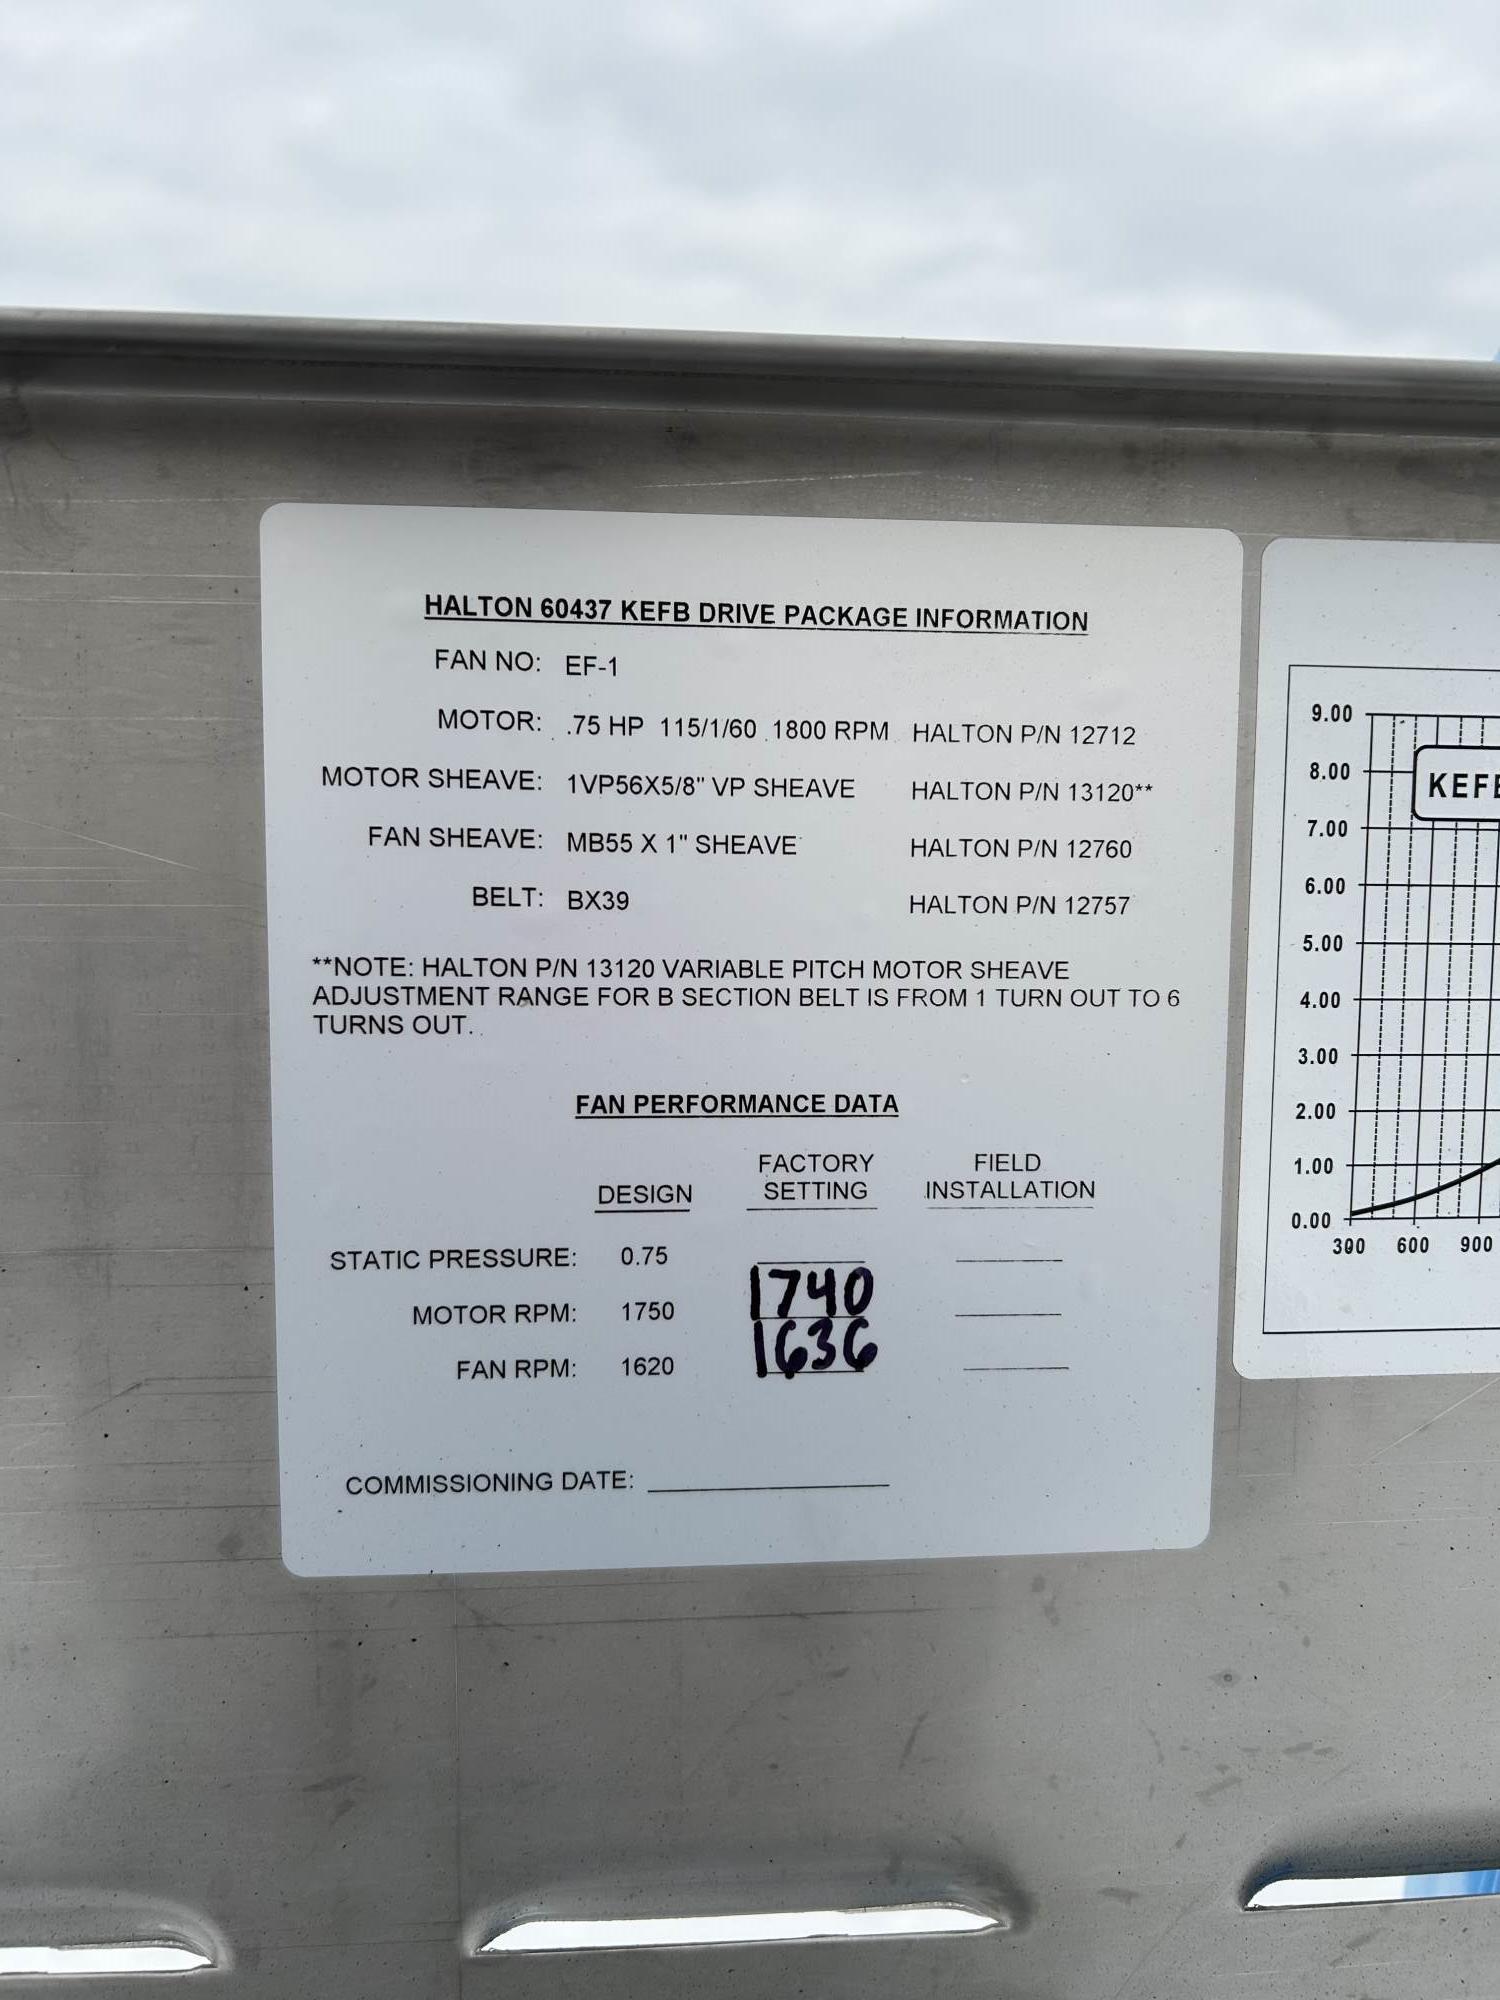 HALTON 60437 KEFB DRIVE PACKAGE INFORMATION
FAN NO: EF-1
MOTOR: .75 HP 115/1/60 1800 RPM HALTON P/N 12712
MOTOR SHEAVE: 1VP56X5/8" VP SHEAVE HALTON P/N 13120**
FAN SHEAVE: MB55 X 1" SHEAVE HALTON P/N 12760
BELT: BX39 HALTON P/N 12757
**NOTE: HALTON P/N 13120 VARIABLE PITCH MOTOR SHEAVE
ADJUSTMENT RANGE FOR B SECTION BELT IS FROM 1 TURN OUT TO 6
TURNS OUT.
FAN PERFORMANCE DATA
DESIGN FACTORY SETTING FIELD INSTALLATION
STATIC PRESSURE: 0.75
MOTOR RPM: 1750 1740
FAN RPM: 1620 1636
COMMISSIONING DATE:
9.00
8.00
7.00
6.00
5.00
4.00
3.00
2.00
1.00
0.00
300 600 900